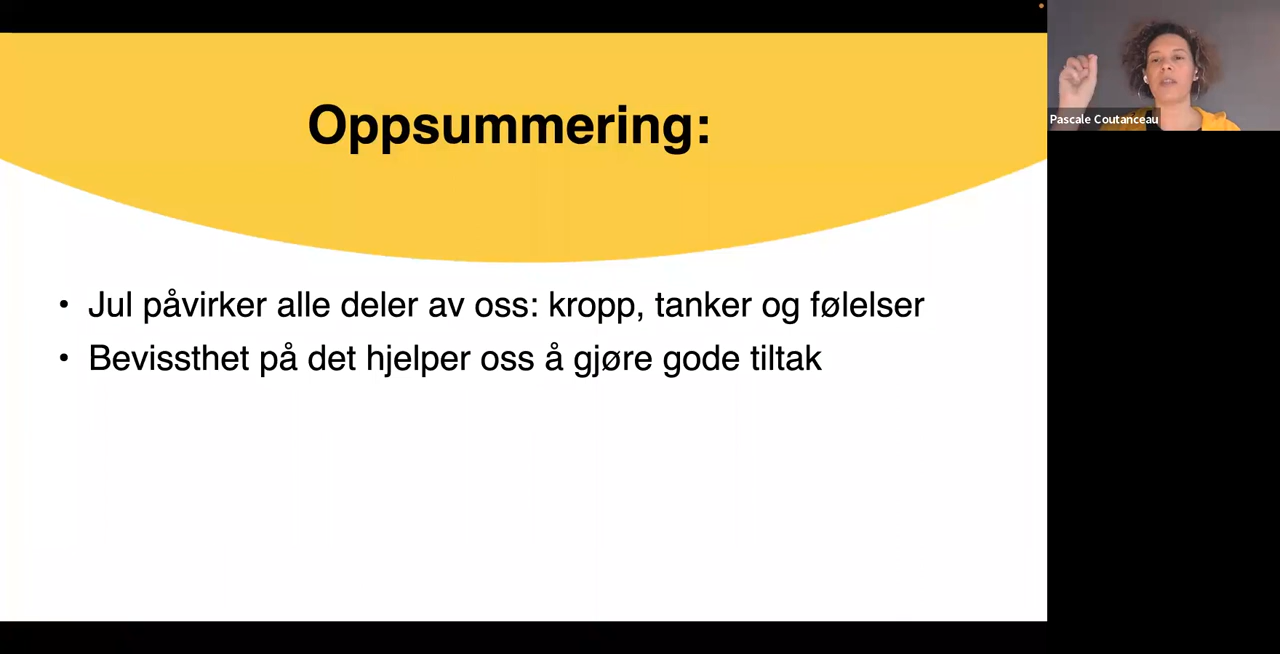 Oppsummering:
• Jul påvirker alle deler av oss: kropp, tanker og følelser
• Bevissthet på det hjelper oss å gjøre gode tiltak
Pascale Coutanceau